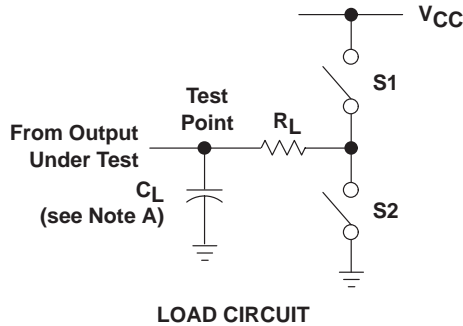 VCC
S1
Test
Point
RL
From Output
Under Test
CL
(see Note A)
S2
LOAD CIRCUIT